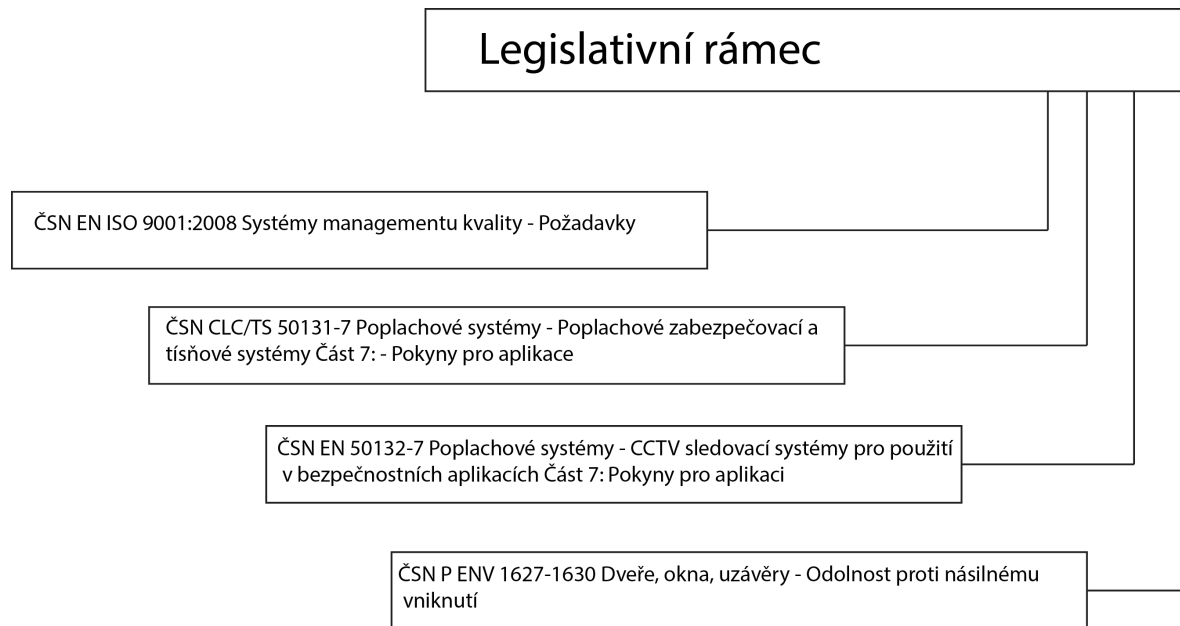 Legislativní rámec
ČSN EN ISO 9001:2008 Systémy managementu kvality - Požadavky
ČSN CLC/TS 50131-7 Poplachové systémy - Poplachové zabezpečovací a
tísňové systémy Část 7: - Pokyny pro aplikace
ČSN EN 50132-7 Poplachové systémy - CCTV sledovací systémy pro použití
v bezpečnostních aplikacích Část 7: Pokyny pro aplikaci
ČSN P ENV 1627-1630 Dveře, okna, uzávěry - Odolnost proti násilnému
vniknutí